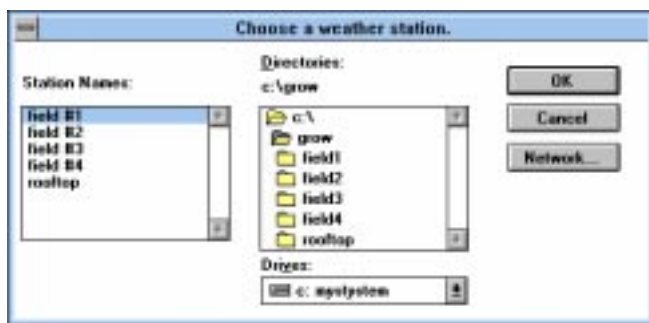 Choose a weather station.
Station Names:
field #1
field #2
field #3
field #4
rooftop
Directories:
c:\grow
c:\
grow
field1
field2
field3
field4
rooftop
Drives:
c: mystystem
OK
Cancel
Network...